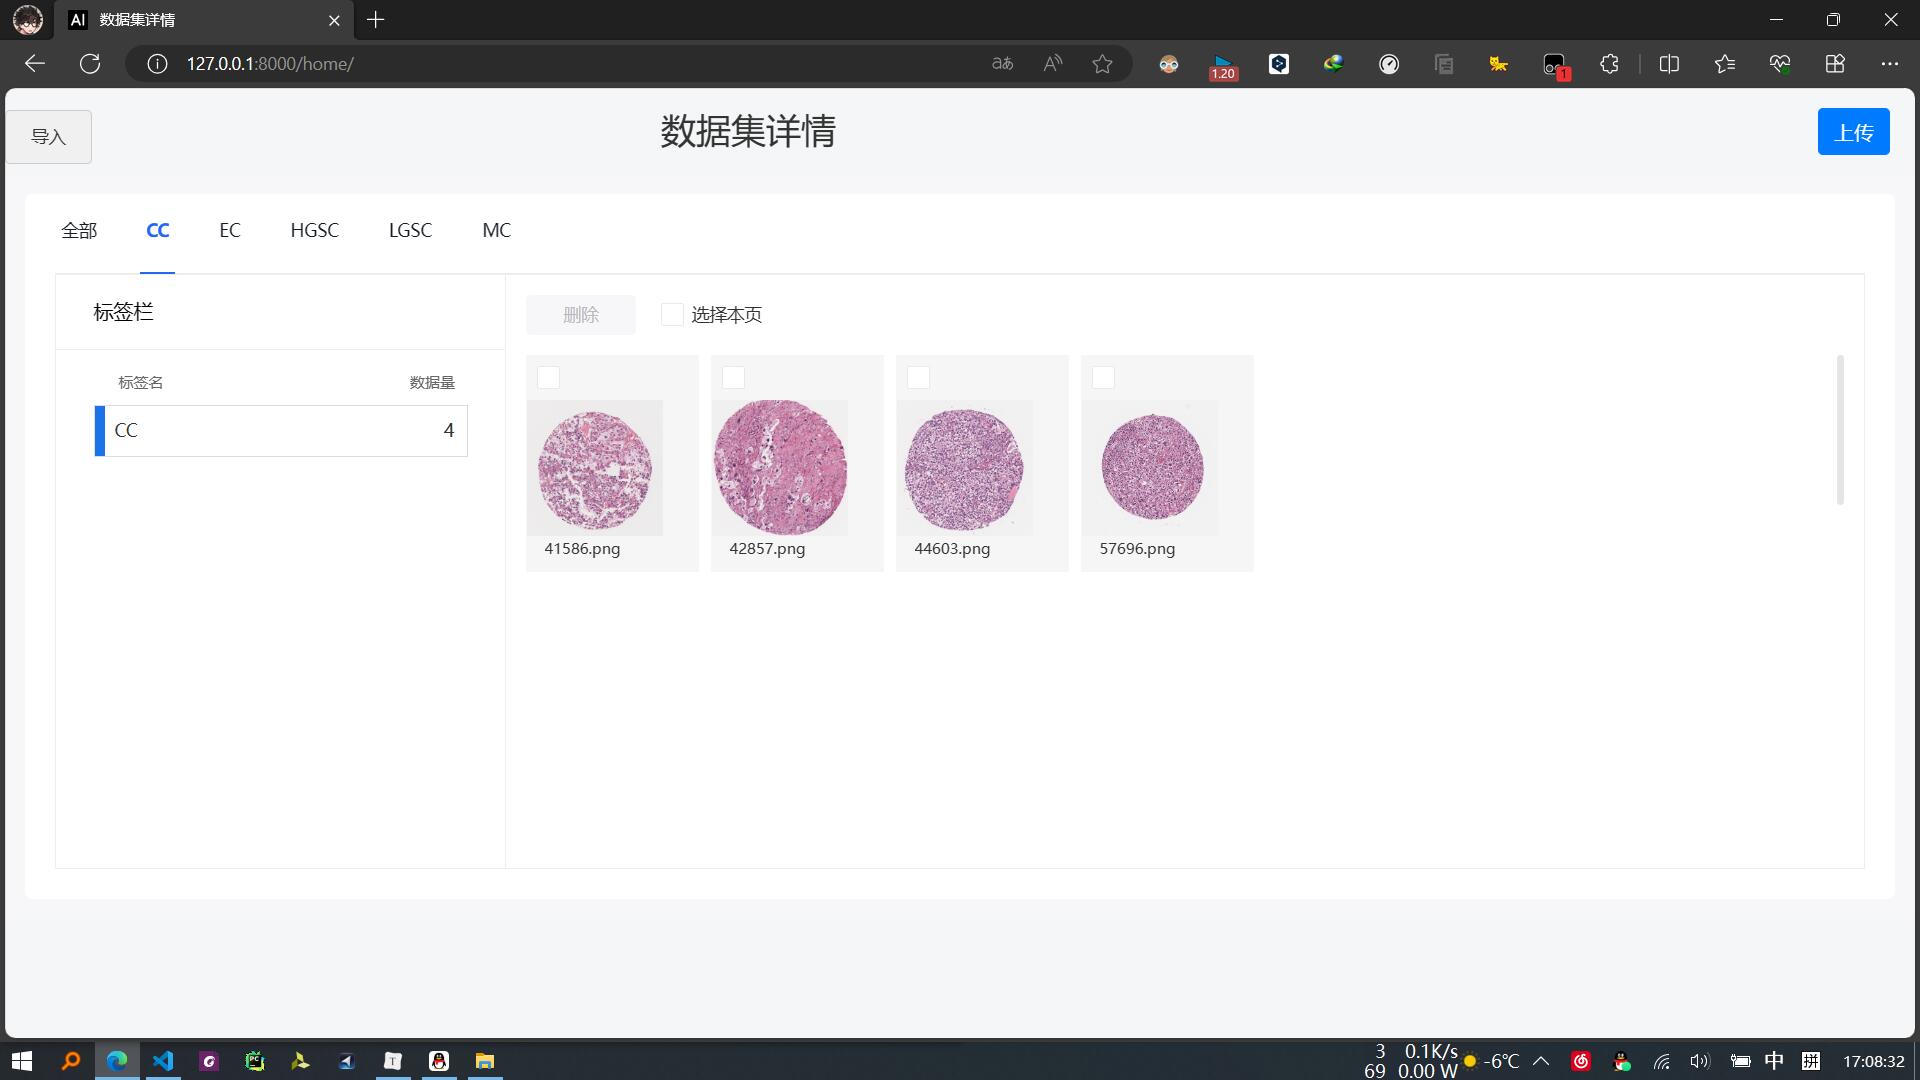 AI 数据集详情
127.0.0.1:8000/home/
aあ
A
1.20
1
导入
数据集详情
上传
全部
CC
EC
HGSC
LGSC
MC
标签栏
删除
选择本页
标签名
数据量
CC
4
41586.png
42857.png
44603.png
57696.png
3
0.1K/s
69
0.00 W
-6℃
中
拼
17:08:32